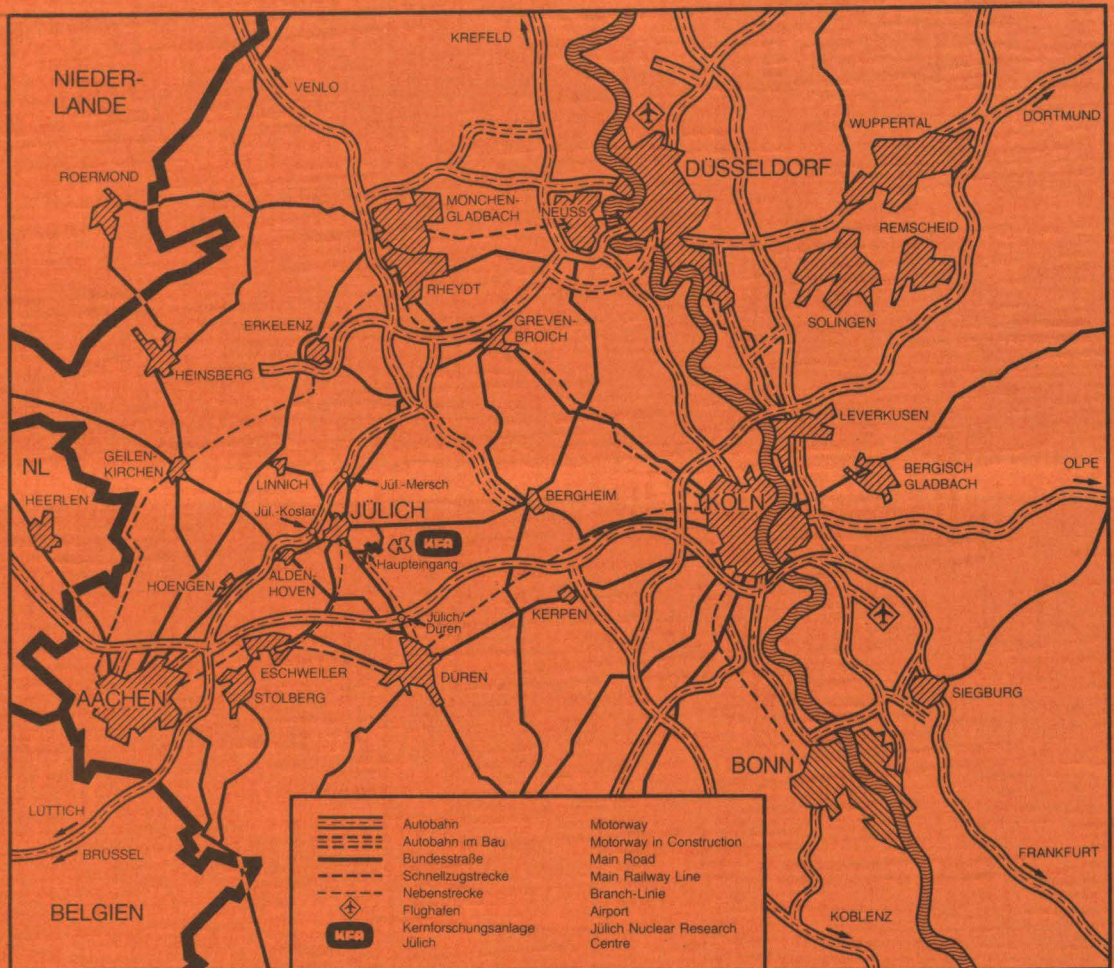 KREFELD
NIEDER-
LANDE
VENLO
DORTMUND
WUPPERTAL
ROERMOND
DÜSSELDORF
MÖNCHEN-
GLADBACH
NEUSS
REMSCHEID
RHEYDT
SOLINGEN
ERKELENZ
GREVEN-
BROICH
HEINSBERG
LEVERKUSEN
NL
GEILEN-
KIRCHEN
HEERLEN
LINNICH
Jül.-Mersch
BERGHEIM
KÖLN
BERGISCH
GLADBACH
OLPE
JÜLICH
Jül.-Koslar
KFA
Haupteingang
HOENGEN
ALDEN-
HOVEN
Jülich/
Düren
KERPEN
AACHEN
ESCHWEILER
STOLBERG
DÜREN
SIEGBURG
BONN
LÜTTICH
BRÜSSEL
FRANKFURT
BELGIEN
KOBLENZ
Autobahn Motorway
Autobahn im Bau Motorway in Construction
Bundesstraße Main Road
Schnellzugstrecke Main Railway Line
Nebenstrecke Branch-Linie
Flughafen Airport
KFA Kernforschungsanlage Jülich Nuclear Research
Jülich Centre